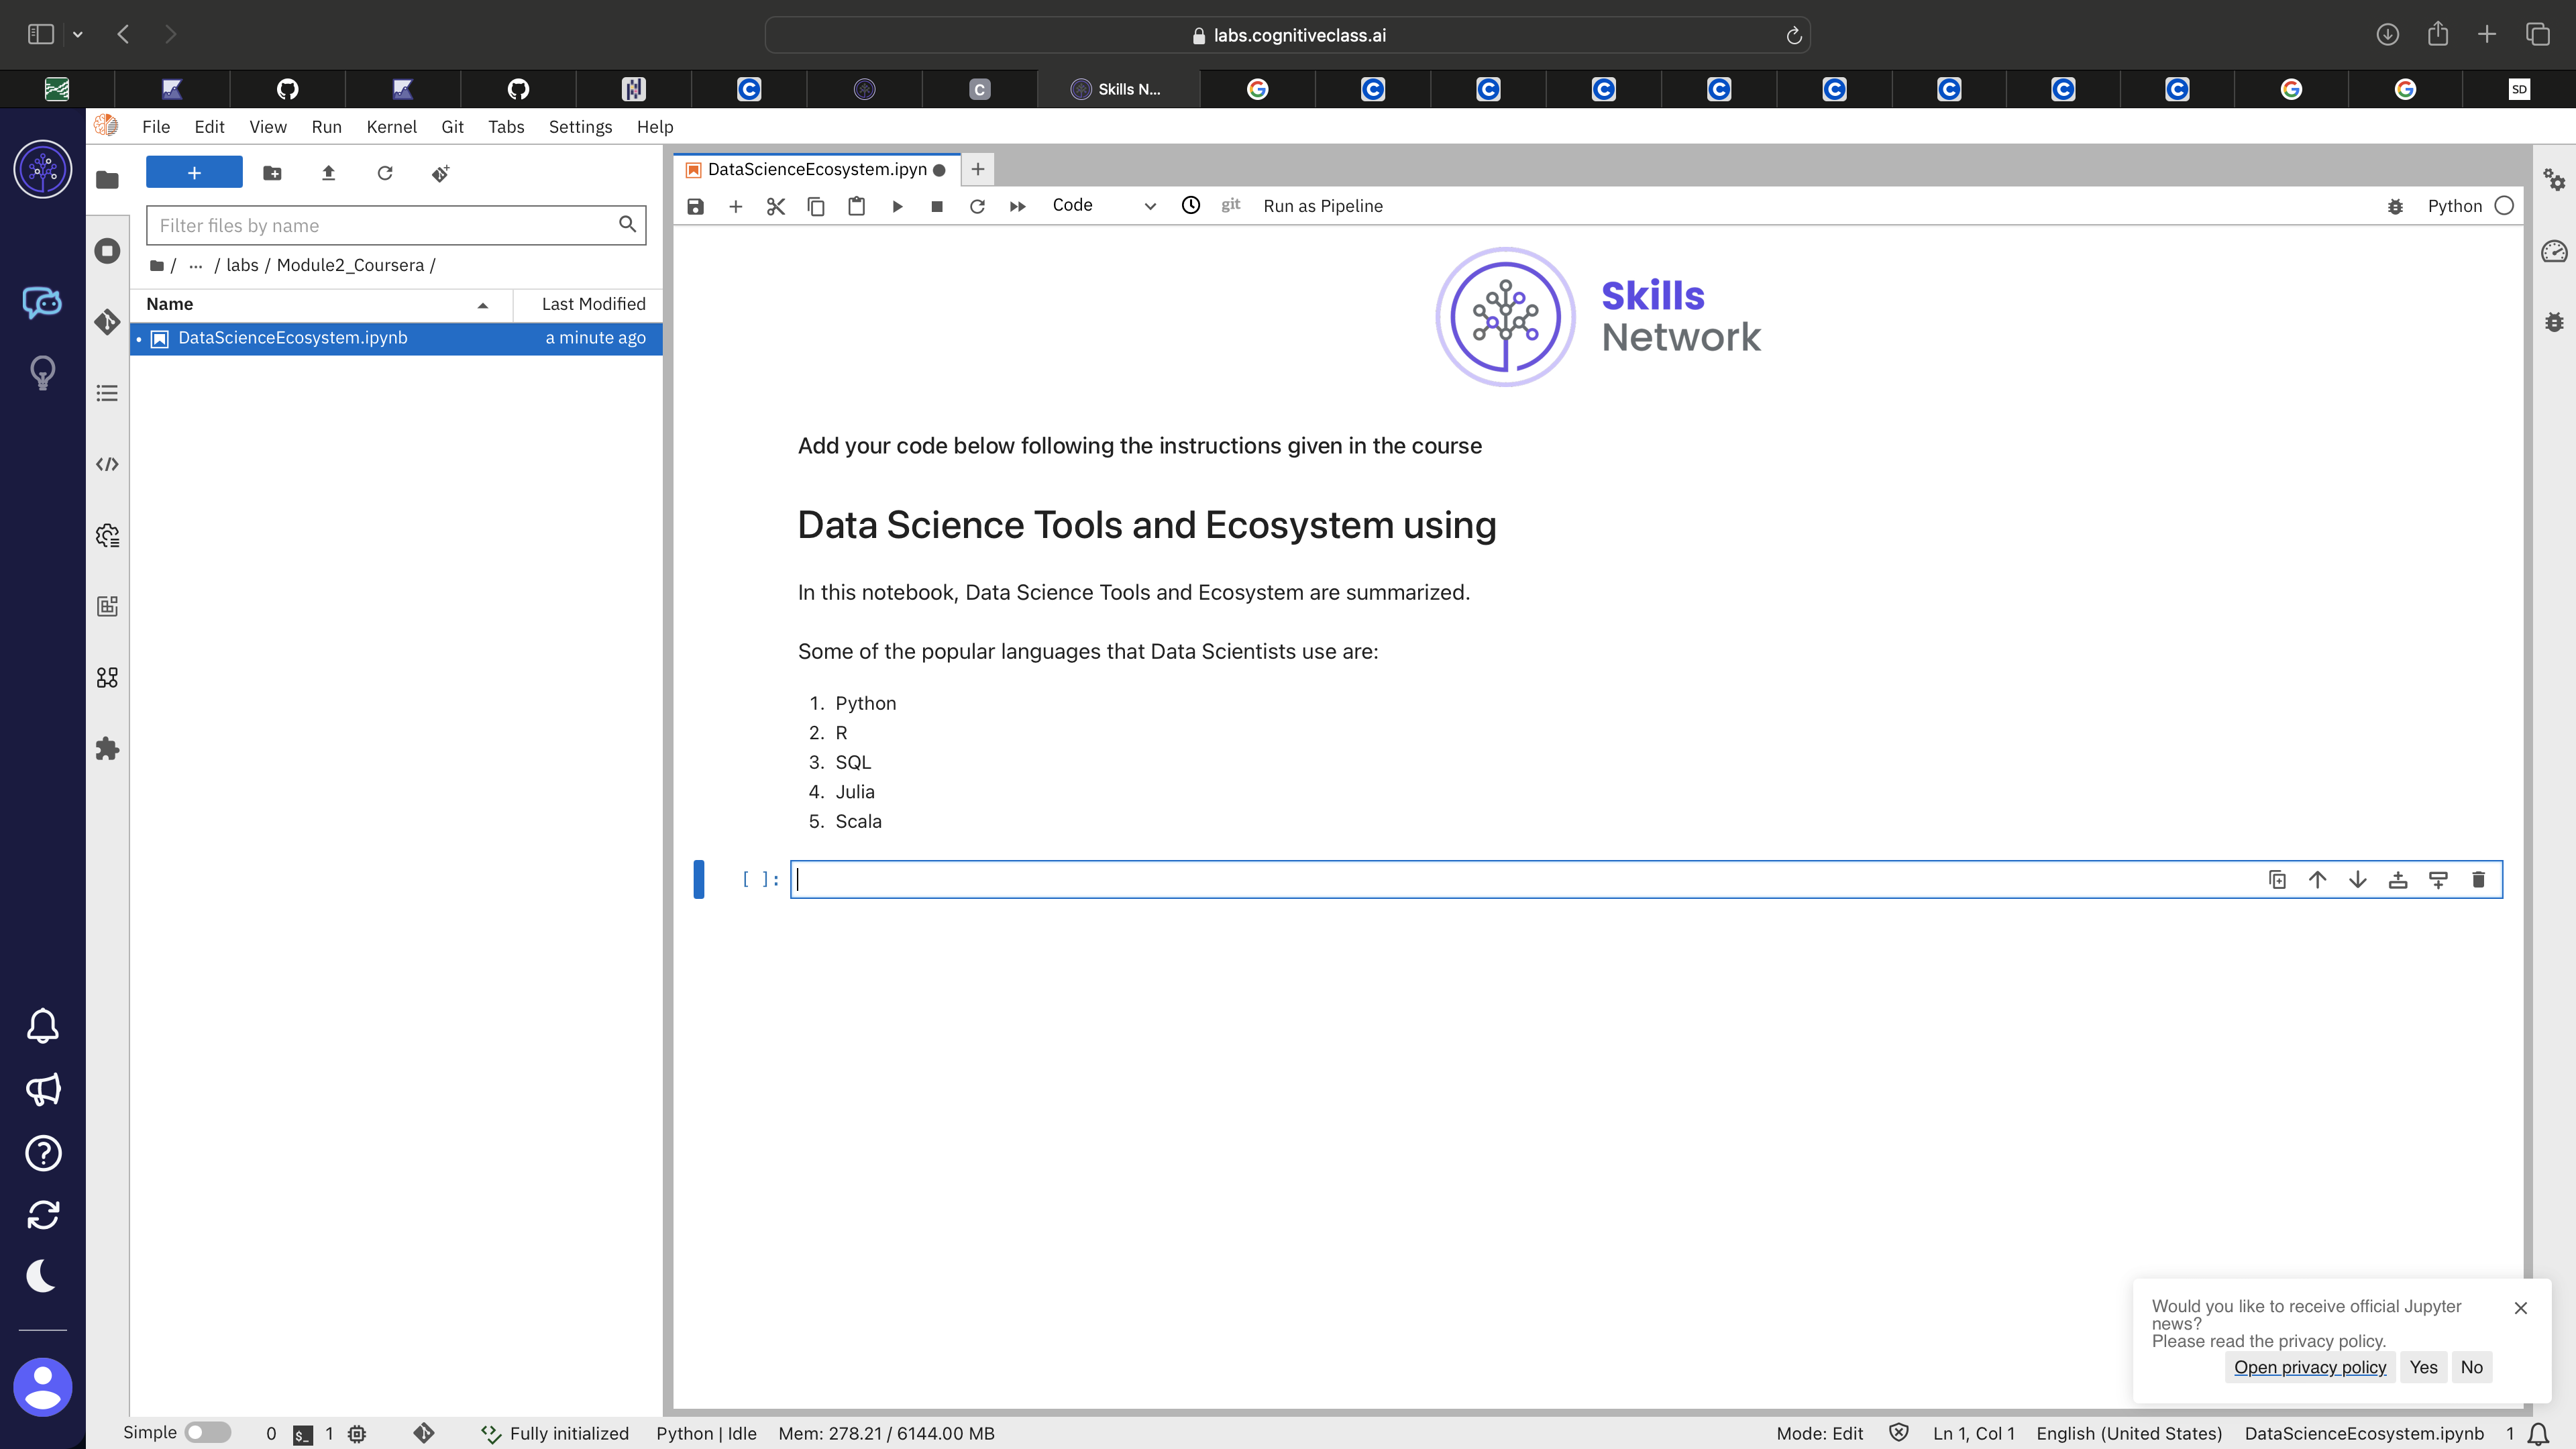 labs.cognitiveclass.ai
C
C
C
Skills N...
G
C
C
C
C
C
C
C
C
G
G
SD
File Edit View Run Kernel Git Tabs Settings Help
+
Filter files by name
/ ... / labs / Module2_Coursera /
Name Last Modified
DataScienceEcosystem.ipynb a minute ago
DataScienceEcosystem.ipyn
Code git Run as Pipeline Python
Skills
Network
Add your code below following the instructions given in the course
Data Science Tools and Ecosystem using
In this notebook, Data Science Tools and Ecosystem are summarized.
Some of the popular languages that Data Scientists use are:
1. Python
2. R
3. SQL
4. Julia
5. Scala
[ ]:
Would you like to receive official Jupyter
news?
Please read the privacy policy.
Open privacy policy Yes No
Simple 0 $_ 1 Fully initialized Python | Idle Mem: 278.21 / 6144.00 MB Mode: Edit Ln 1, Col 1 English (United States) DataScienceEcosystem.ipynb 1